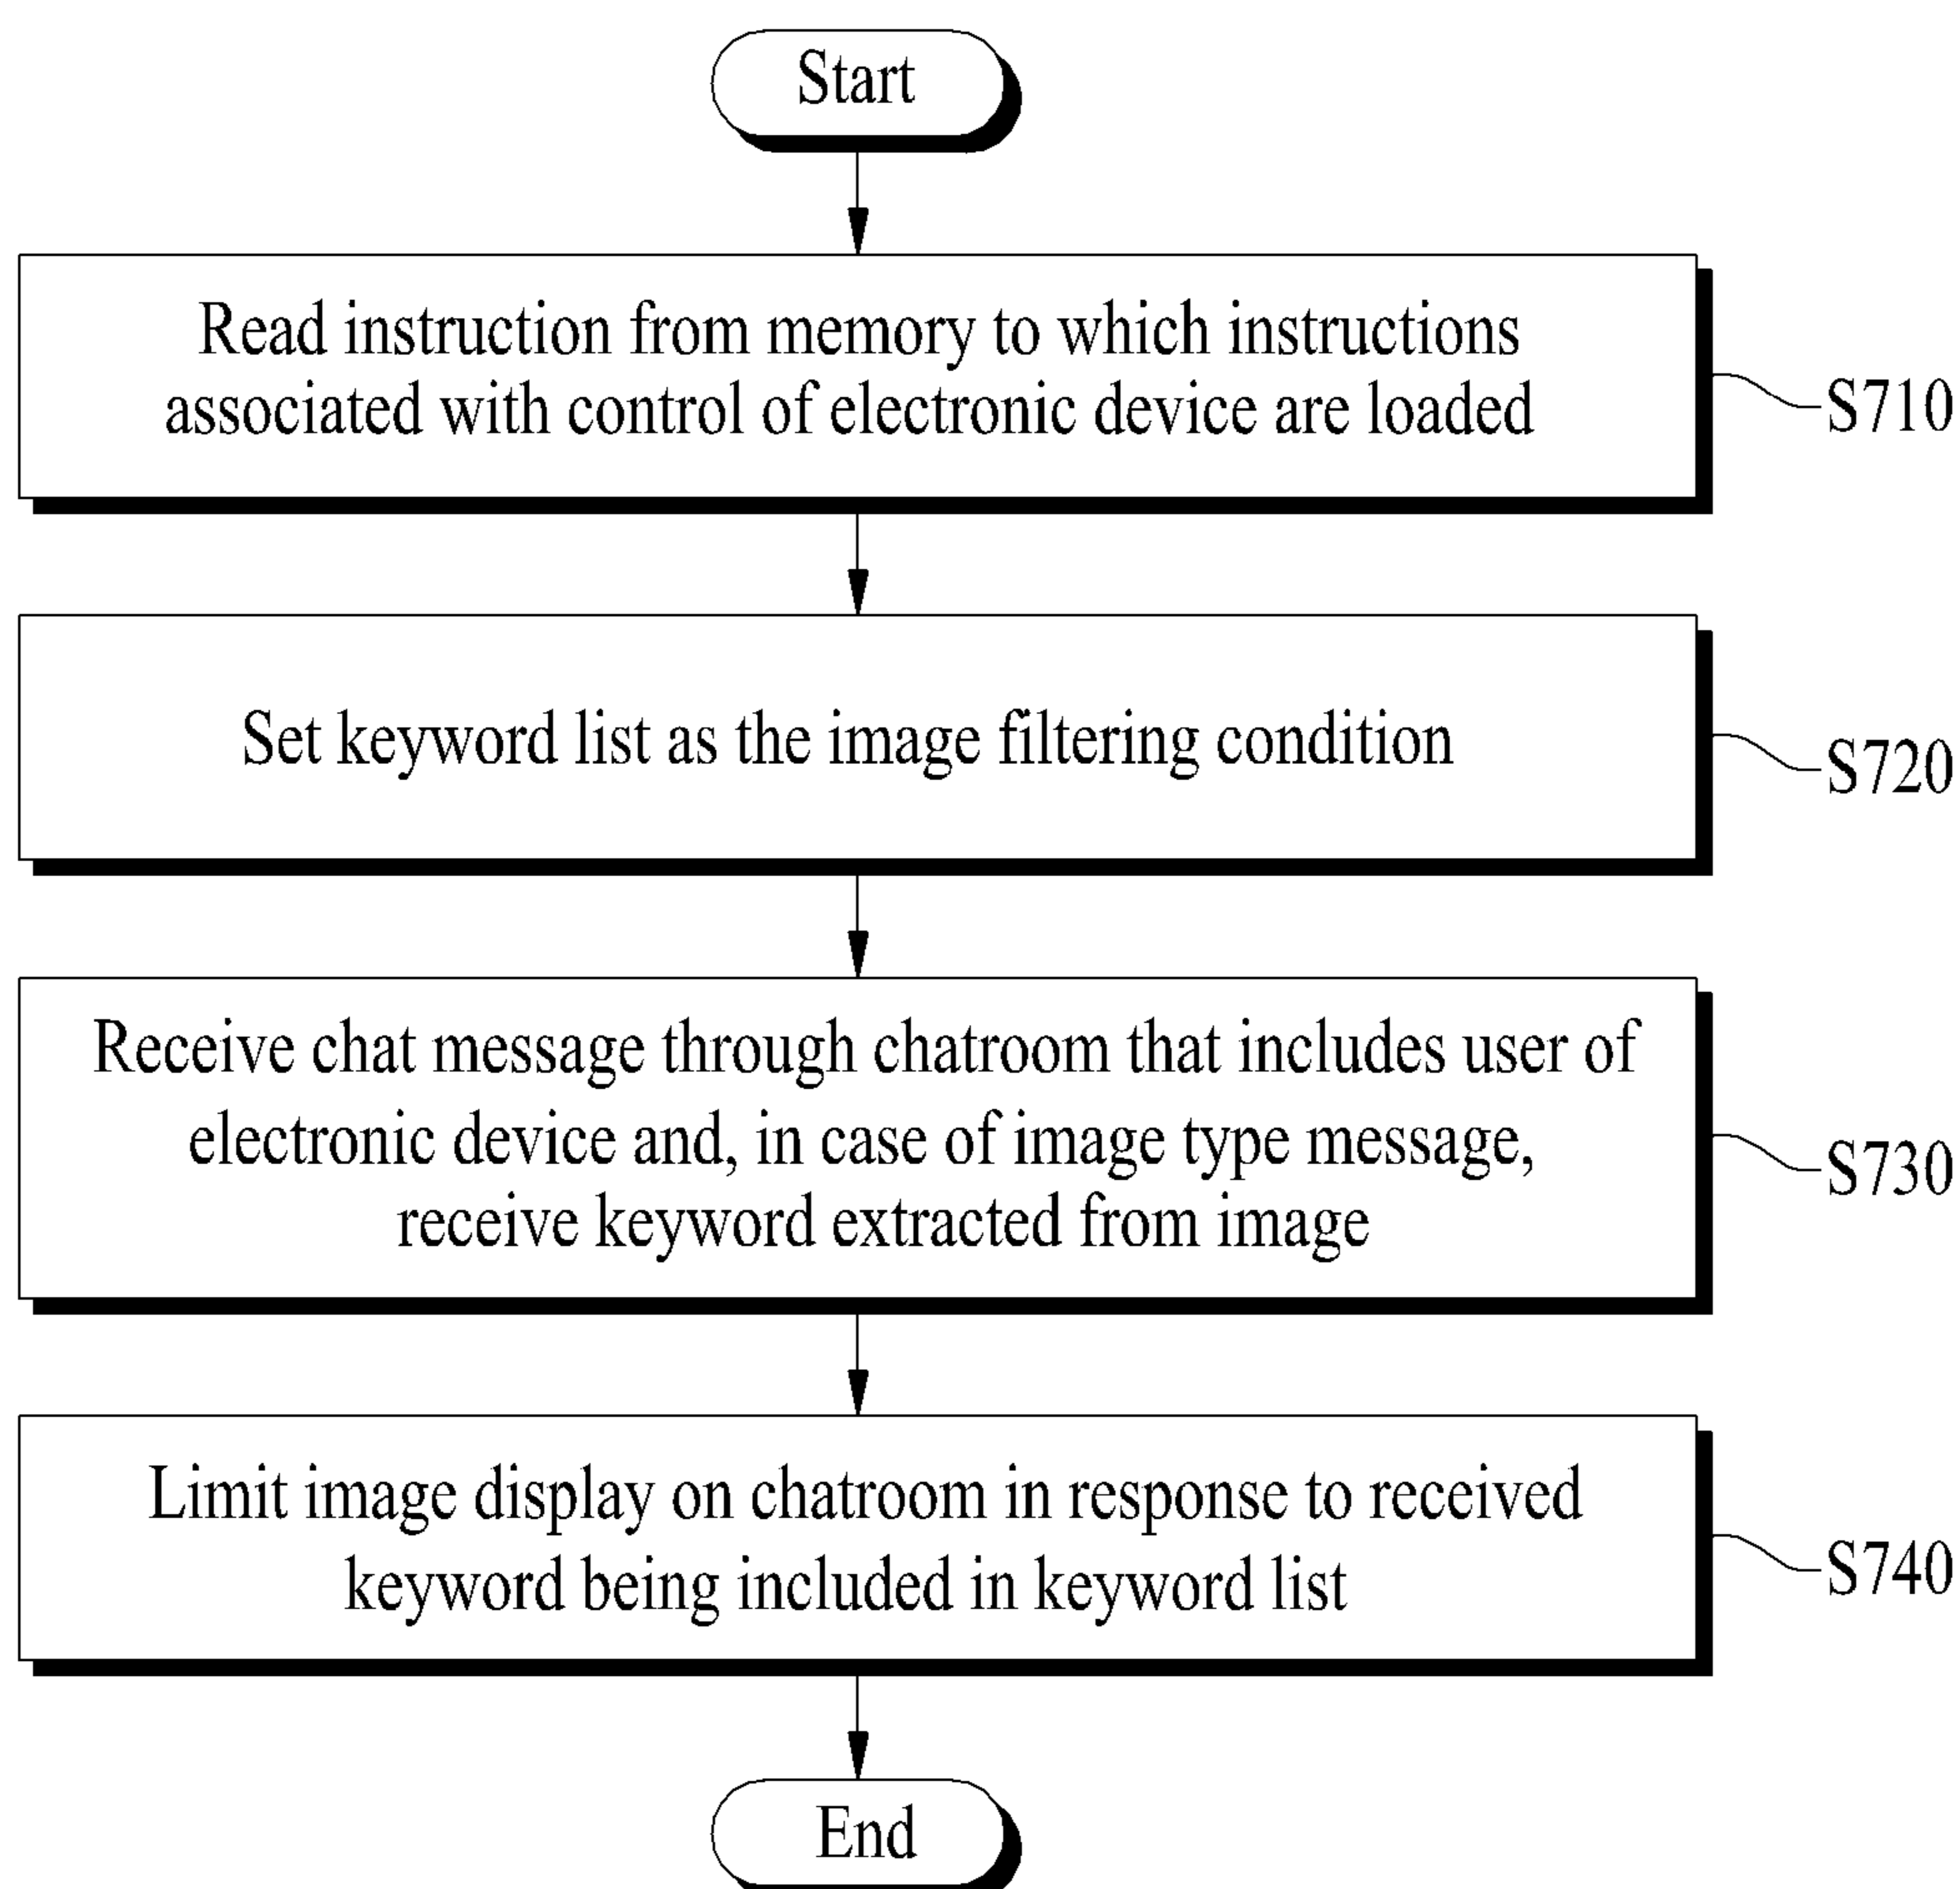 Start
Read instruction from memory to which instructions
associated with control of electronic device are loaded
S710
Set keyword list as the image filtering condition
S720
Receive chat message through chatroom that includes user of
electronic device and, in case of image type message,
receive keyword extracted from image
S730
Limit image display on chatroom in response to received
keyword being included in keyword list
S740
End